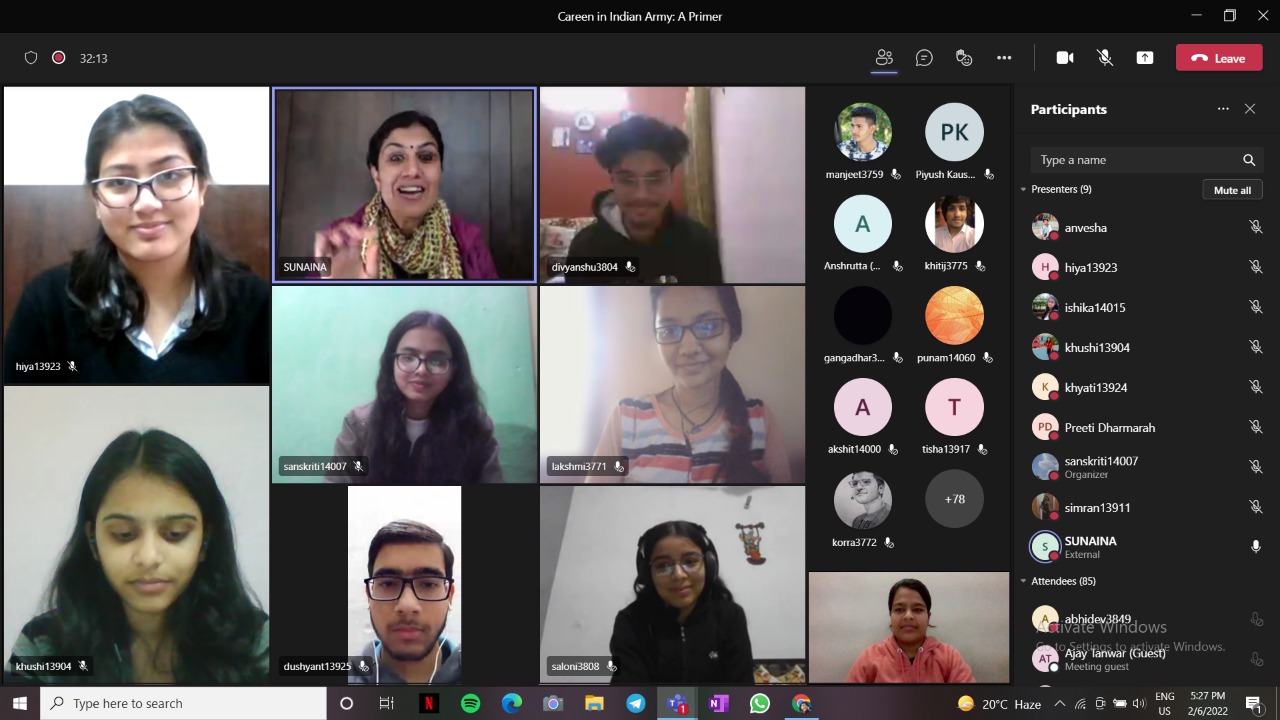 Careen in Indian Army: A Primer
32:13
Leave
hiya13923
SUNAINA
divyanshu3804
sanskriti14007
lakshmi3771
khushi13904
dushyant13925
saloni3808
manjeet3759
PK
Piyush Kaus...
A
Anshrutta (...
khitij3775
gangadhar3...
punam14060
A
akshit14000
T
tisha13917
korra3772
+78
Participants
Type a name
Presenters (9)
Mute all
anvesha
H
hiya13923
ishika14015
khushi13904
K
khyati13924
PD
Preeti Dharmarah
sanskriti14007
Organizer
simran13911
S
SUNAINA
External
Attendees (85)
A
abhidev3849
Activate Windows
Go to Settings to activate Windows.
AT
Ajay Tanwar (Guest)
Meeting guest
Type here to search
N
1
N
20°C Haze
ENG
US
5:27 PM
2/6/2022
1